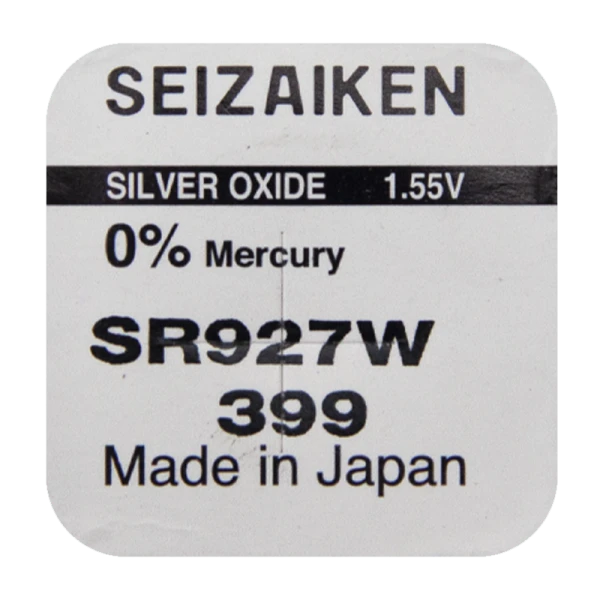 SEIZAIKEN
SILVER OXIDE 1.55V
0% Mercury
SR927W
399
Made in Japan